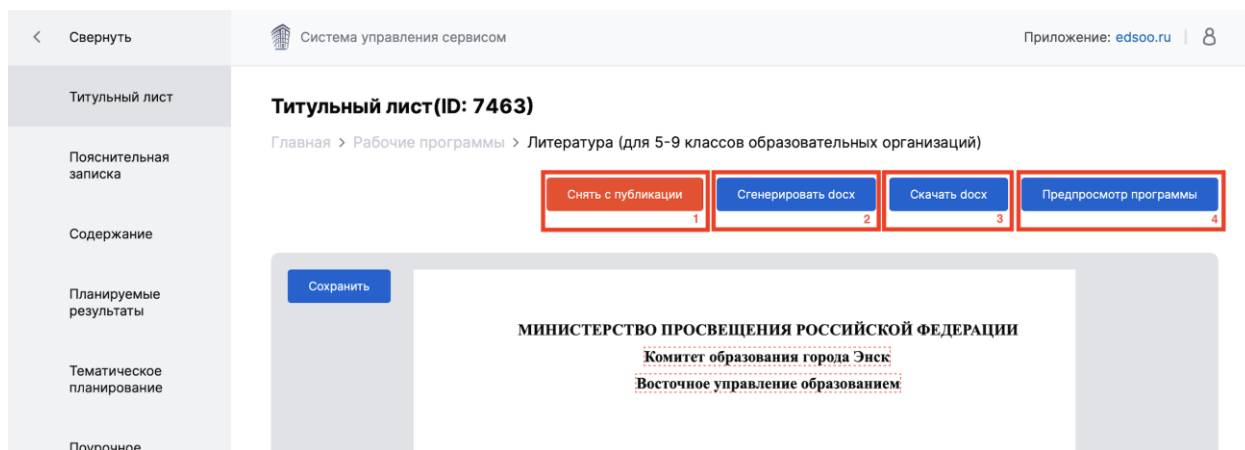 Свернуть
Система управления сервисом
Приложение: edsoo.ru
Титульный лист
Титульный лист(ID: 7463)
Главная > Рабочие программы > Литература (для 5-9 классов образовательных организаций)
Пояснительная
записка
Снять с публикации
1
Сгенерировать docx
2
Скачать docx
3
Предпросмотр программы
4
Содержание
Сохранить
Планируемые
результаты
МИНИСТЕРСТВО ПРОСВЕЩЕНИЯ РОССИЙСКОЙ ФЕДЕРАЦИИ
Комитет образования города Энск
Восточное управление образованием
Тематическое
планирование
Поурочное